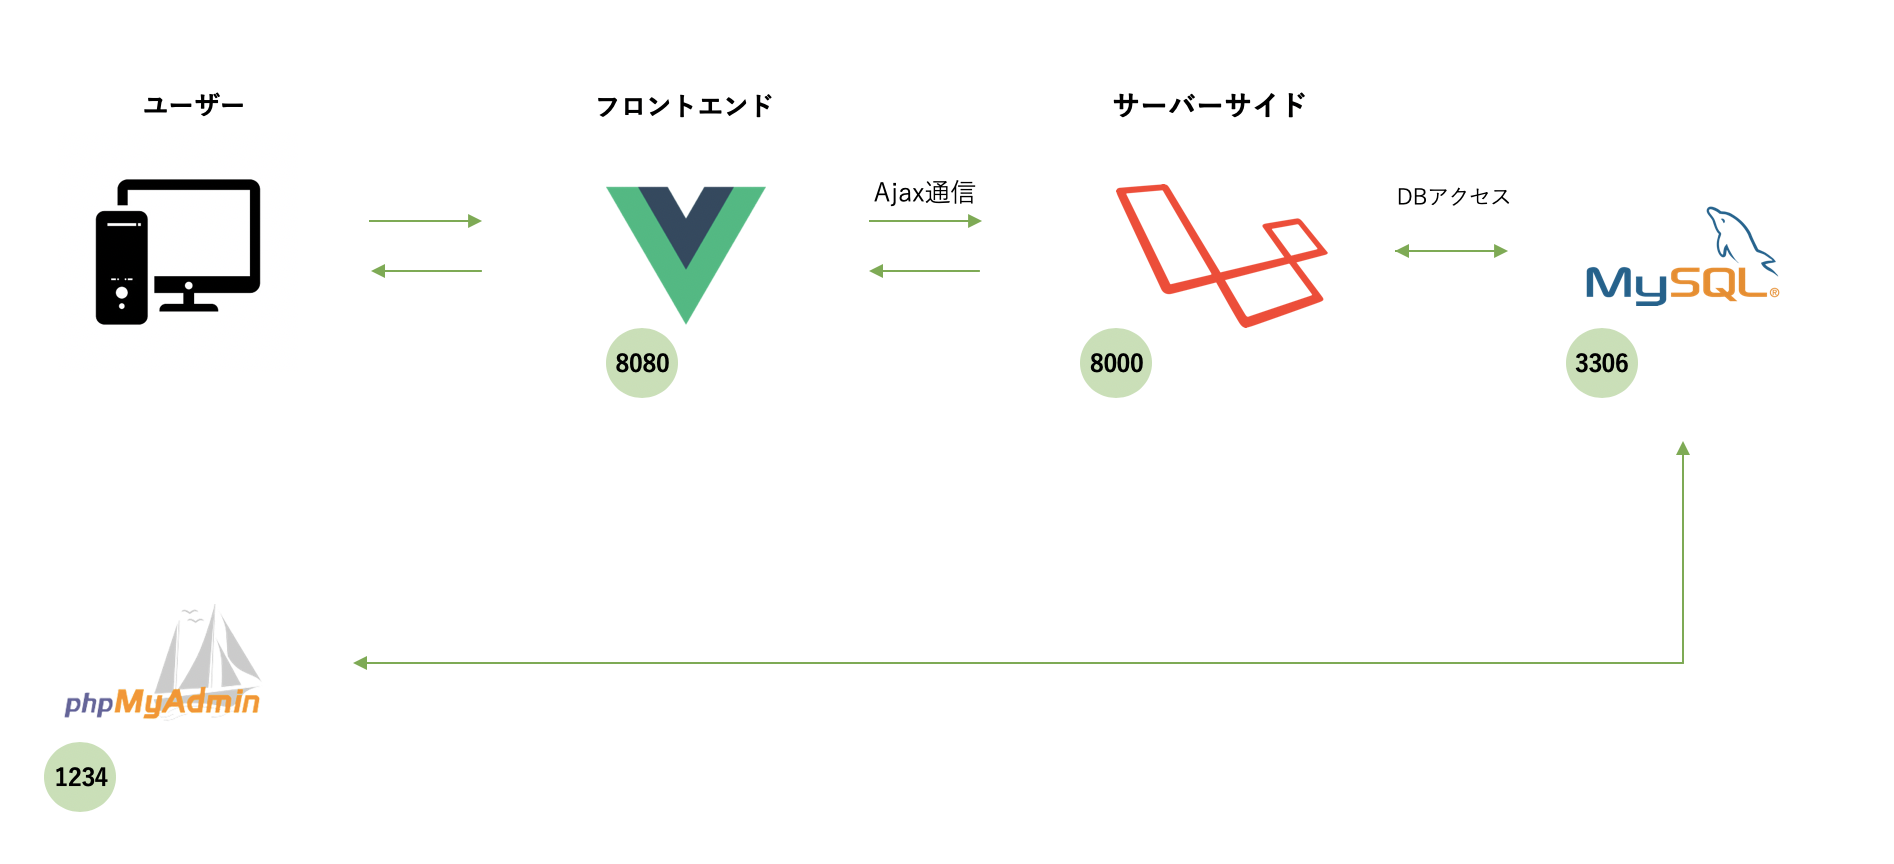 ユーザー
フロントエンド
サーバーサイド
Ajax通信
DBアクセス
MySQL®
8080
8000
3306
phpMyAdmin
1234